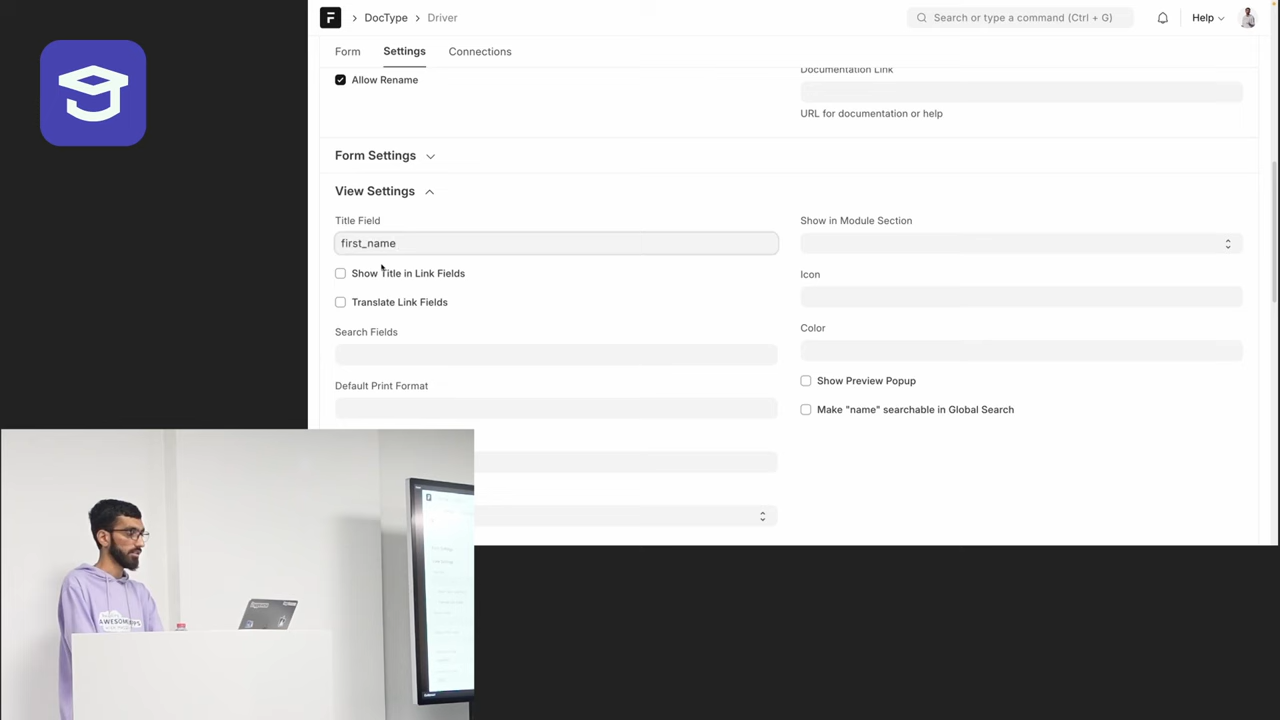 DocType > Driver
Search or type a command (Ctrl + G)
Help
Form
Settings
Connections
Allow Rename
Documentation Link
URL for documentation or help
Form Settings
View Settings
Title Field
first_name
Show Title in Link Fields
Translate Link Fields
Search Fields
Default Print Format
Show in Module Section
Icon
Color
Show Preview Popup
Make "name" searchable in Global Search